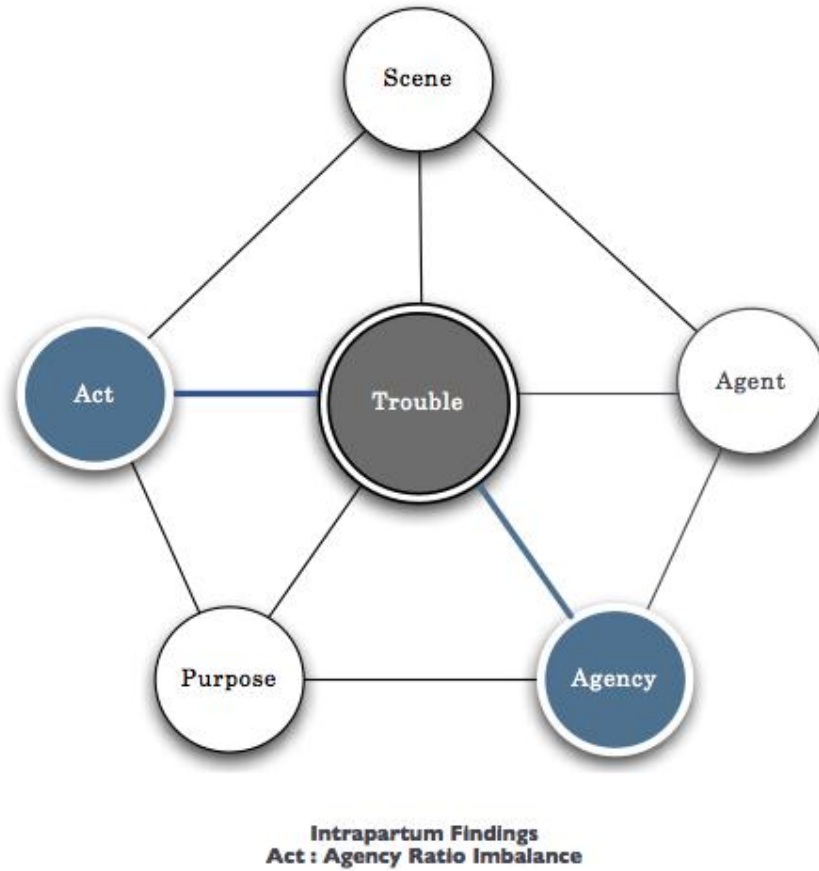 Scene
Agent
Act
Trouble
Purpose
Agency
Intrapartum Findings
Act : Agency Ratio Imbalance